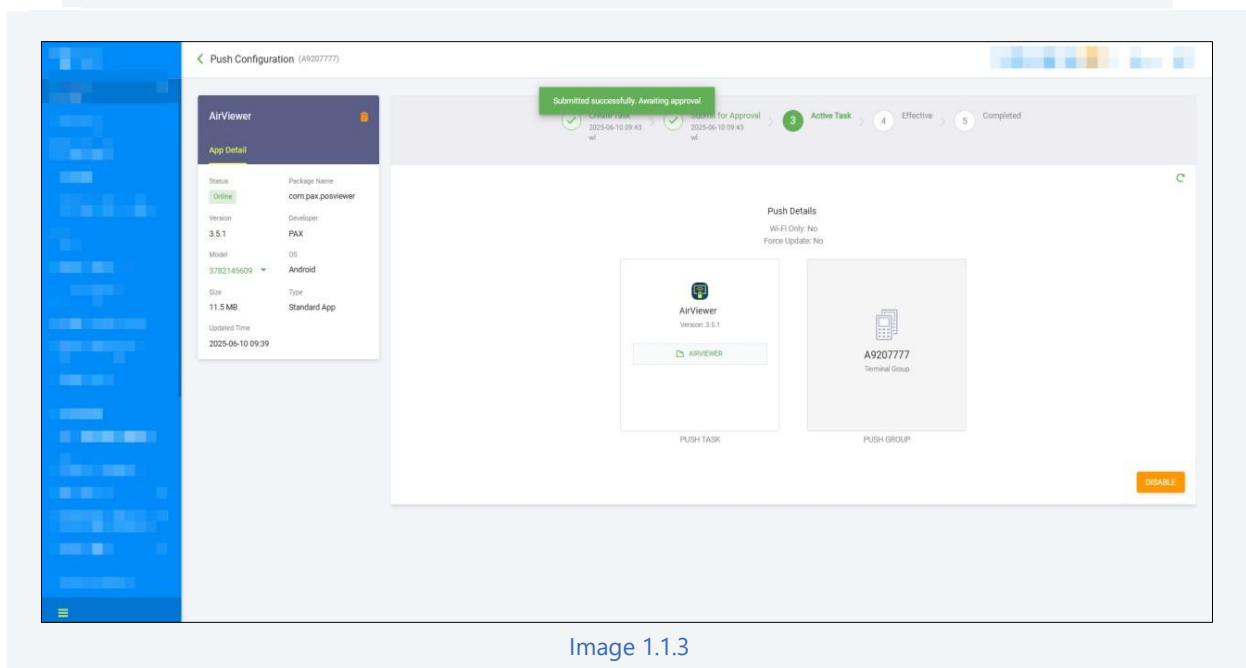 Push Configuration (A9207777)
AirViewer
App Detail
Status
Package Name
Online
com.pax.posviewer
Version
Developer
3.5.1
PAX
Model
OS
3782145609
Android
Size
Type
11.5 MB
Standard App
Updated Time
2025-06-10 09:39
Submitted successfully. Awaiting approval
Create Task
2025-06-10 09:43
wl
Submit for Approval
2025-06-10 09:43
wl
3 Active Task
4 Effective
5 Completed
Push Details
Wi-Fi Only: No
Force Update: No
AirViewer
Version: 3.5.1
AIRVIEWER
PUSH TASK
A9207777
Terminal Group
PUSH GROUP
DISABLE
Image 1.1.3